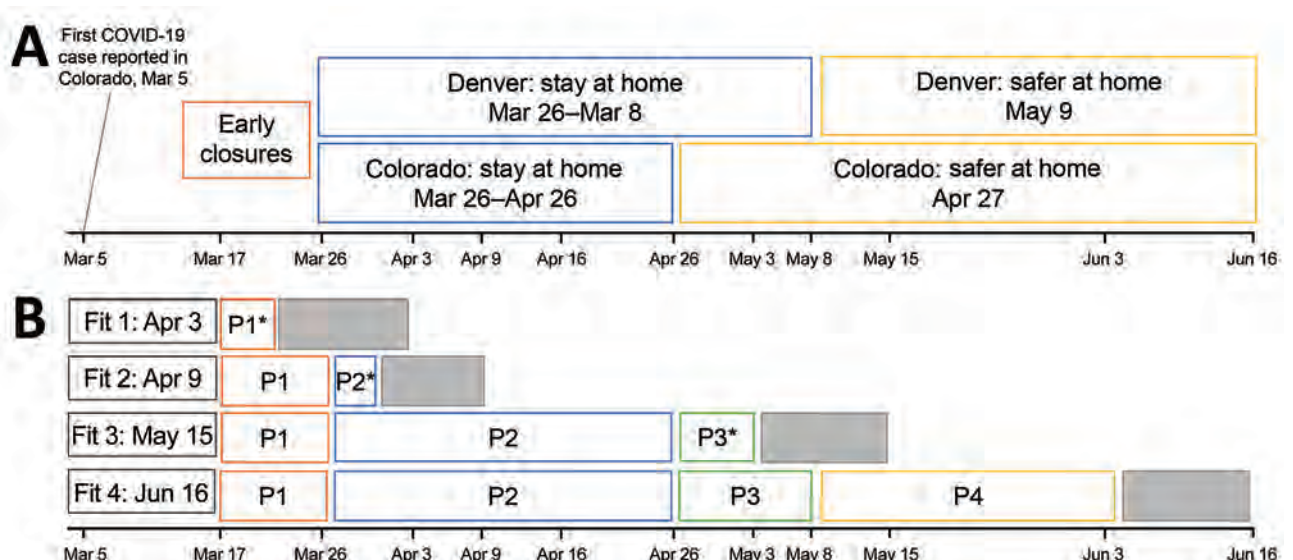 A
First COVID-19
case reported in
Colorado, Mar 5
Early
closures
Denver: stay at home
Mar 26–Mar 8
Denver: safer at home
May 9
Colorado: stay at home
Mar 26–Apr 26
Colorado: safer at home
Apr 27
Mar 5 Mar 17 Mar 26 Apr 3 Apr 9 Apr 16 Apr 26 May 3 May 8 May 15 Jun 3 Jun 16
B
Fit 1: Apr 3 P1*
Fit 2: Apr 9 P1 P2*
Fit 3: May 15 P1 P2 P3*
Fit 4: Jun 16 P1 P2 P3 P4
Mar 5 Mar 17 Mar 26 Apr 3 Apr 9 Apr 16 Apr 26 May 3 May 8 May 15 Jun 3 Jun 16